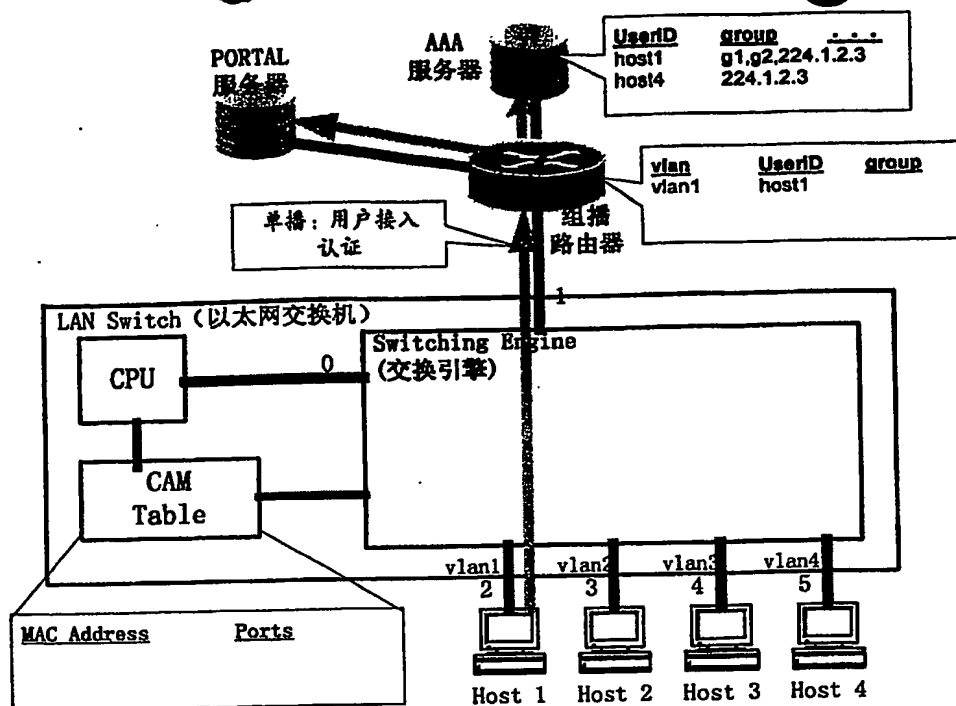 PORTAL
服务器
AAA
服务器
UserID group . . .
host1 g1,g2,224.1.2.3
host4 224.1.2.3
vlan UserID group
vlan1 host1
单播：用户接入
认证
组播
路由器
1
LAN Switch（以太网交换机）
Switching Engine
(交换引擎)
CPU
0
CAM
Table
vlan1
2
vlan2
3
vlan3
4
vlan4
5
MAC Address Ports
Host 1 Host 2 Host 3 Host 4